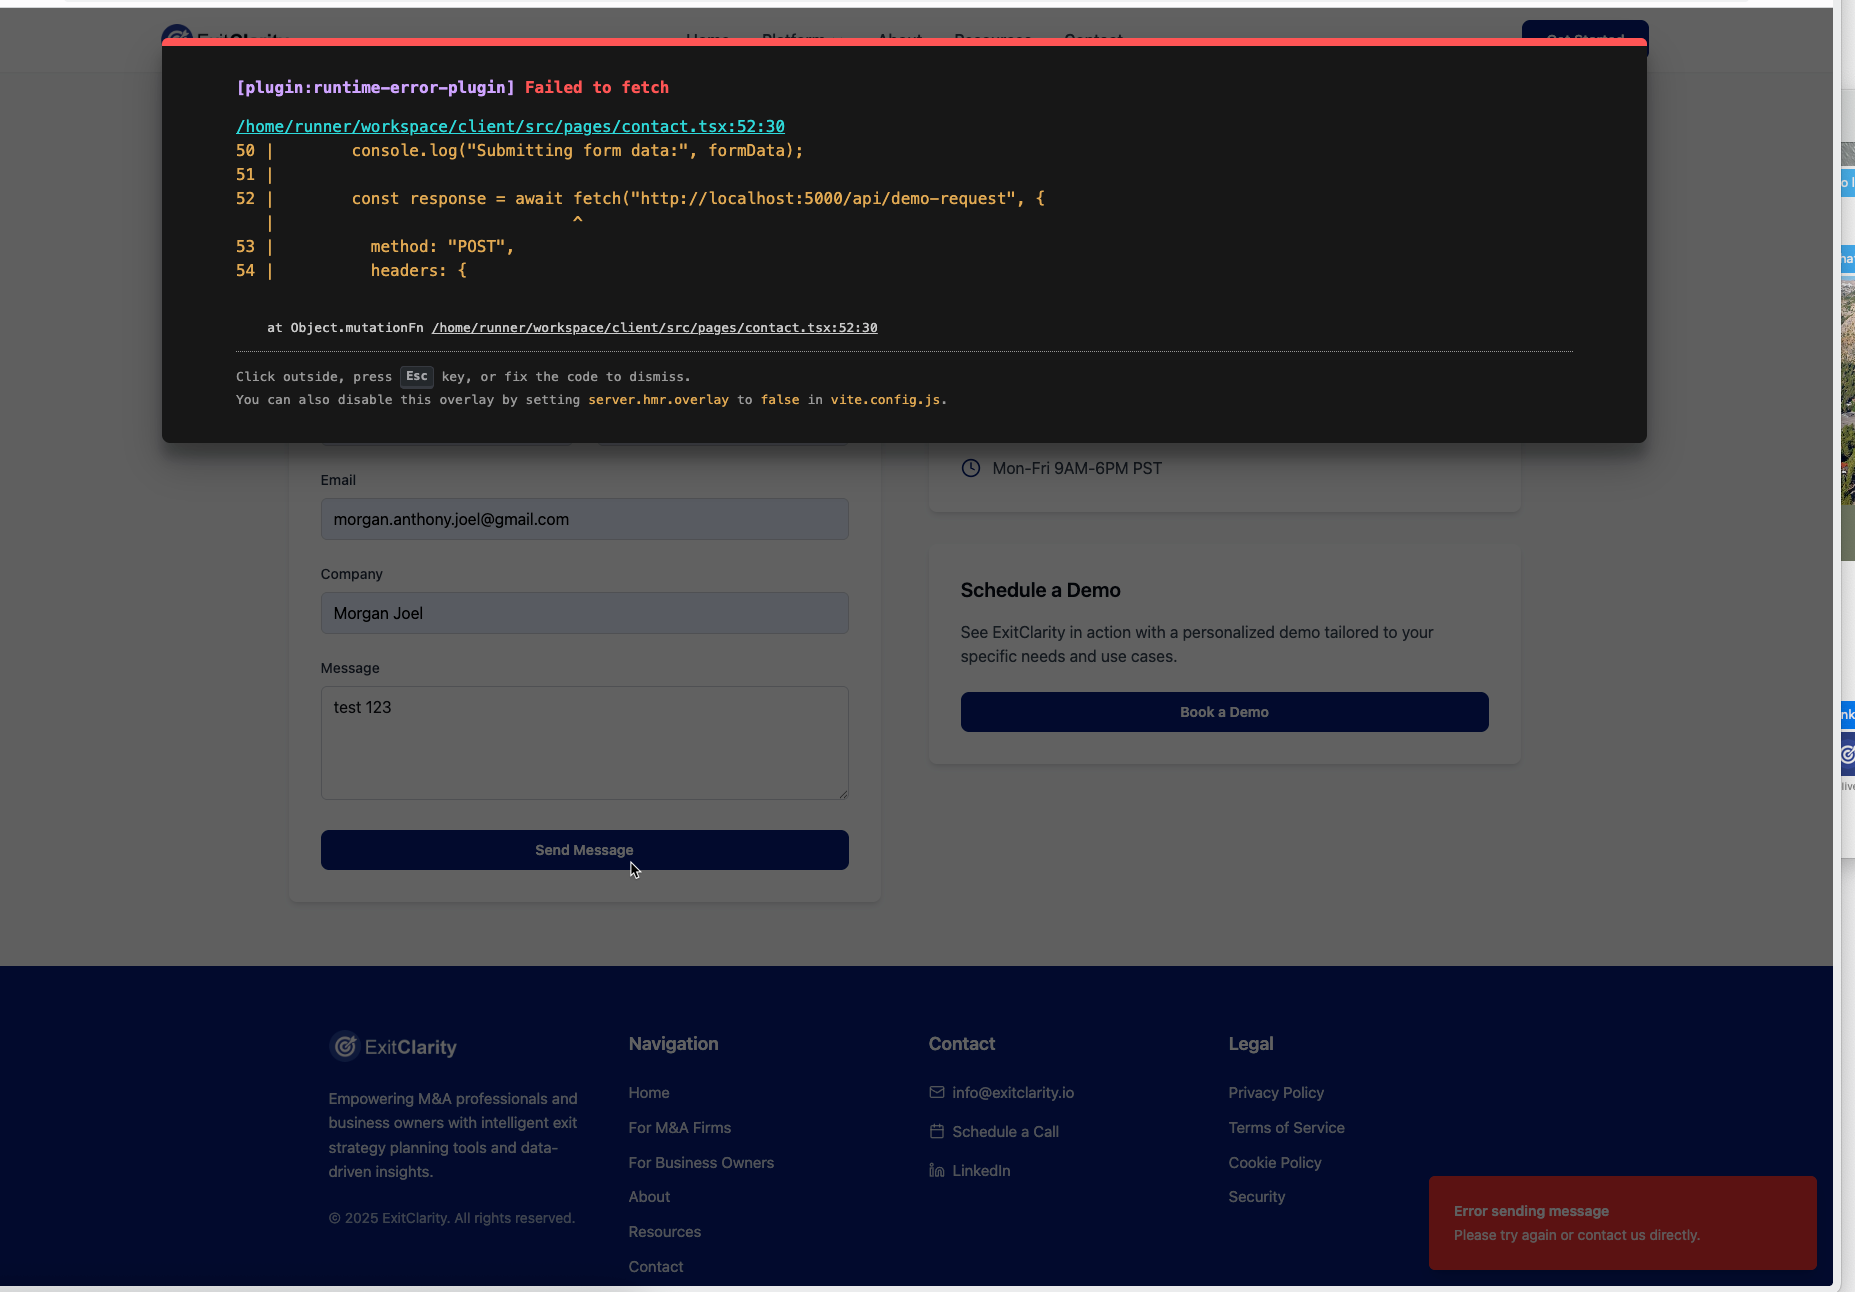 [plugin:runtime-error-plugin] Failed to fetch
/home/runner/workspace/client/src/pages/contact.tsx:52:30
50 |        console.log("Submitting form data:", formData);
51 |
52 |        const response = await fetch("http://localhost:5000/api/demo-request", {
   |                               ^
53 |          method: "POST",
54 |          headers: {
at Object.mutationFn /home/runner/workspace/client/src/pages/contact.tsx:52:30
Click outside, press Esc key, or fix the code to dismiss.
You can also disable this overlay by setting server.hmr.overlay to false in vite.config.js.
Mon-Fri 9AM-6PM PST
Email
morgan.anthony.joel@gmail.com
Company
Morgan Joel
Message
test 123
Send Message
Schedule a Demo
See ExitClarity in action with a personalized demo tailored to your
specific needs and use cases.
Book a Demo
ExitClarity
Empowering M&A professionals and
business owners with intelligent exit
strategy planning tools and data-
driven insights.
© 2025 ExitClarity. All rights reserved.
Navigation
Home
For M&A Firms
For Business Owners
About
Resources
Contact
Contact
info@exitclarity.io
Schedule a Call
LinkedIn
Legal
Privacy Policy
Terms of Service
Cookie Policy
Security
Error sending message
Please try again or contact us directly.